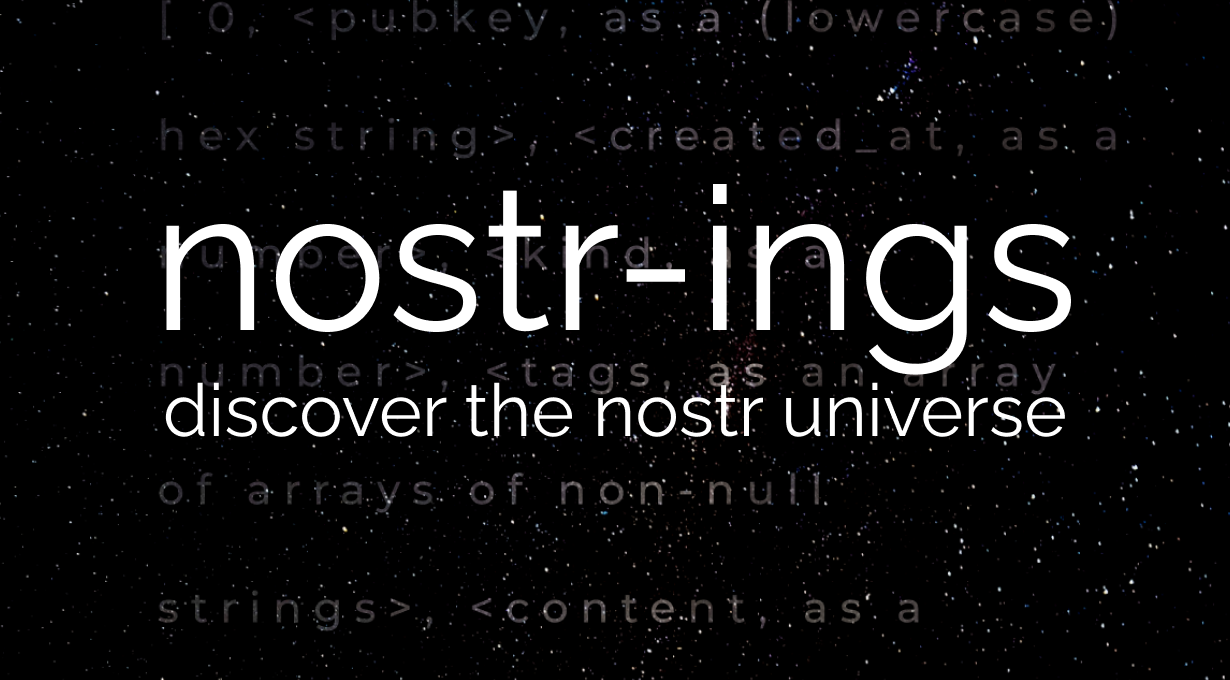 [ 0, <pubkey, as a (lowercase)
hex string>, <created_at, as a
nostr-ings
number>, <kind, as a
number>, <tags, as an array
discover the nostr universe
of arrays of non-null
strings>, <content, as a